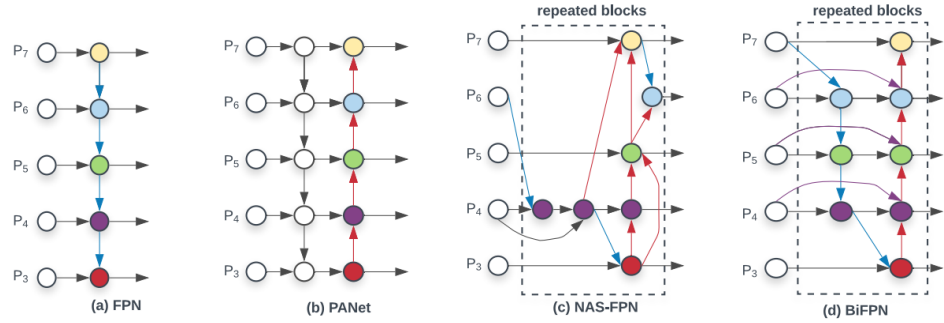 repeated blocks
repeated blocks
P7
P7
P7
P7
P6
P6
P6
P6
P5
P5
P5
P5
P4
P4
P4
P4
P3
P3
P3
P3
(a) FPN
(b) PANet
(c) NAS-FPN
(d) BiFPN